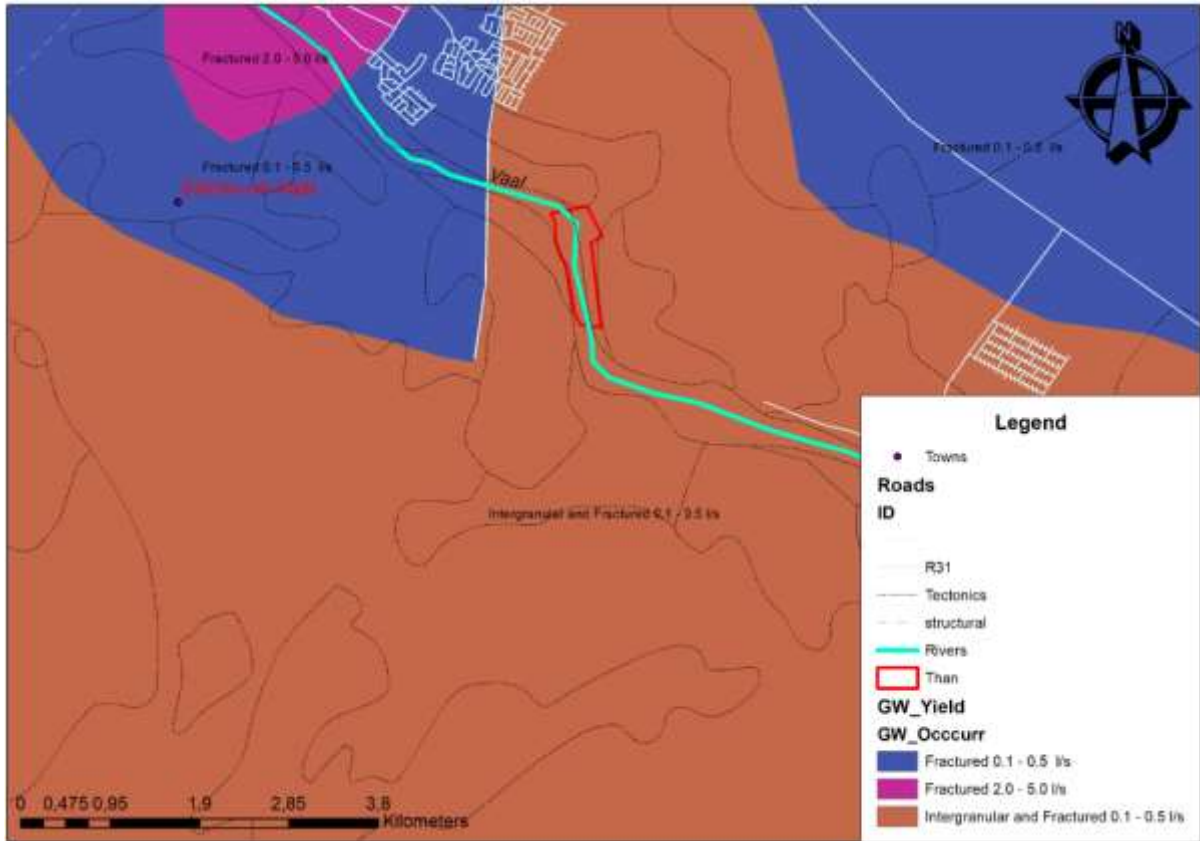 N
Fractured 2.0 - 5.0 l/s
Fractured 0.1 - 0.5 l/s
Fractured 0.1 - 0.5 l/s
Vaal
Intergranular and Fractured 0.1 - 0.5 l/s
Legend
Towns
Roads
ID
R31
Tectonics
structural
Rivers
Than
GW_Yield
GW_Occcurr
Fractured 0.1 - 0.5 l/s
Fractured 2.0 - 5.0 l/s
Intergranular and Fractured 0.1 - 0.5 l/s
0 0,475 0,95 1,9 2,85 3,8
Kilometers